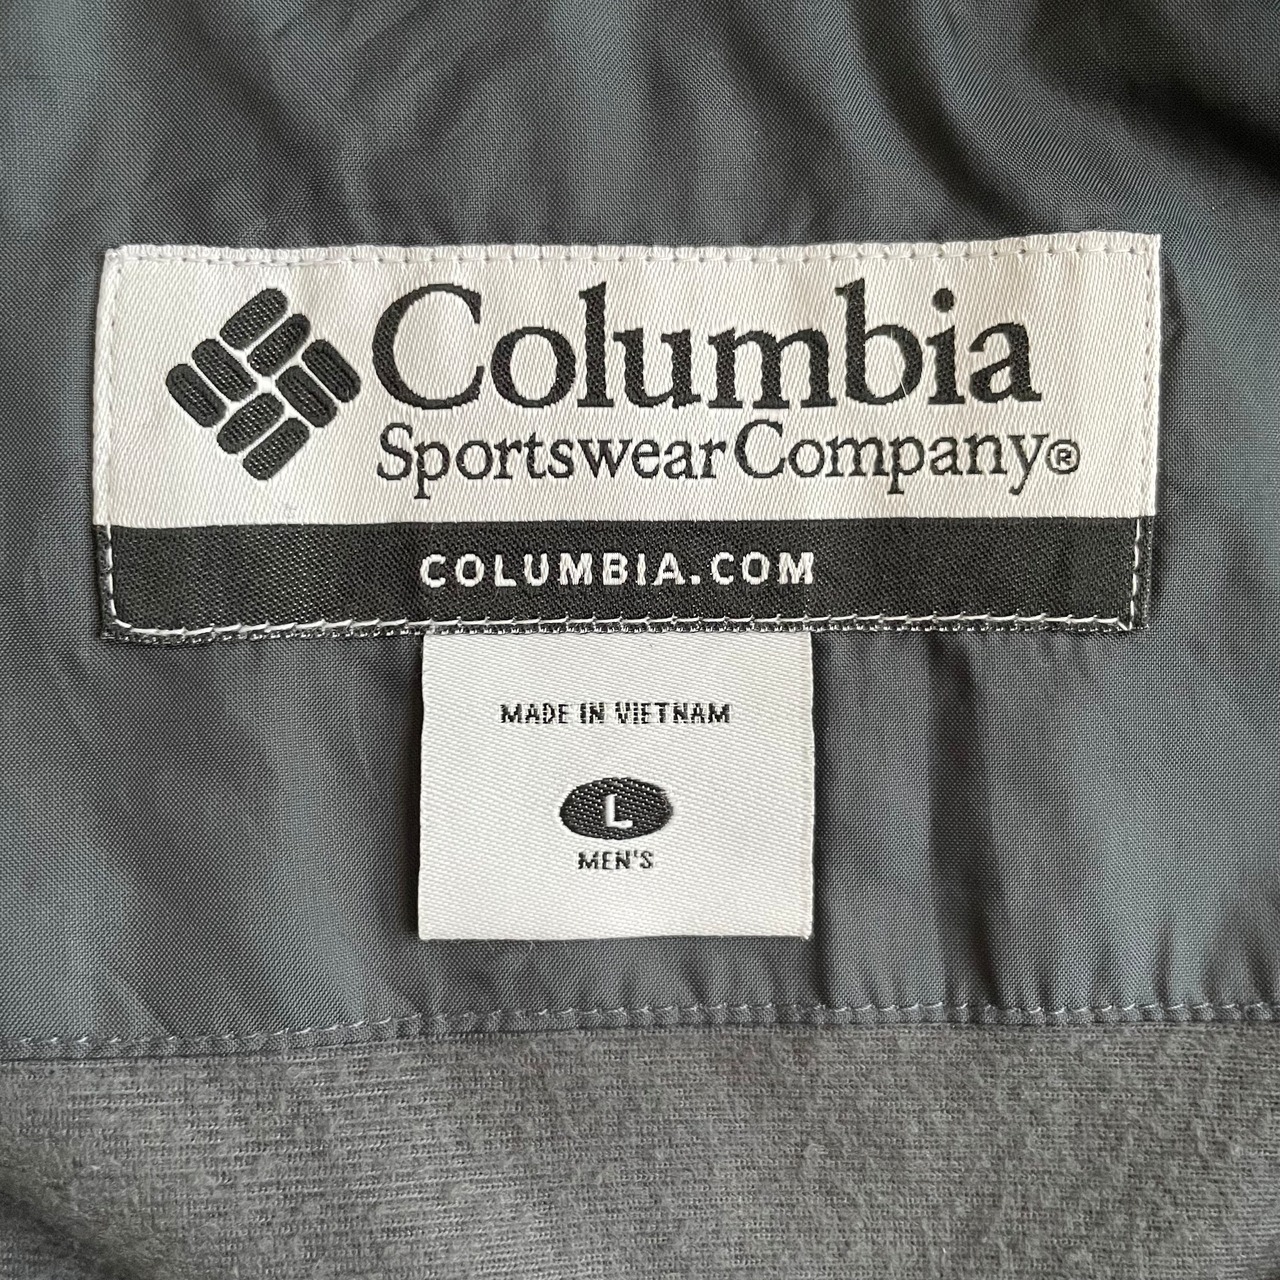 Columbia
Sportswear Company®
COLUMBIA.COM
MADE IN VIETNAM
L
MEN'S